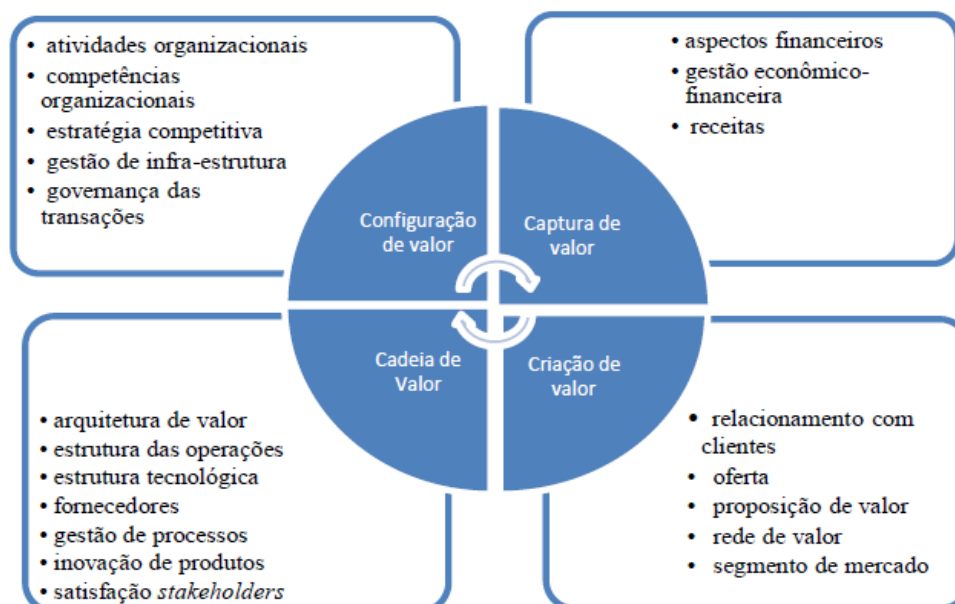 • atividades organizacionais
• competências
organizacionais
• estratégia competitiva
• gestão de infra-estrutura
• governança das
transações
• aspectos financeiros
• gestão econômico-
financeira
• receitas
Configuração
de valor
Captura de
valor
Cadeia de
Valor
Criação de
valor
• arquitetura de valor
• estrutura das operações
• estrutura tecnológica
• fornecedores
• gestão de processos
• inovação de produtos
• satisfação stakeholders
• relacionamento com
clientes
• oferta
• proposição de valor
• rede de valor
• segmento de mercado